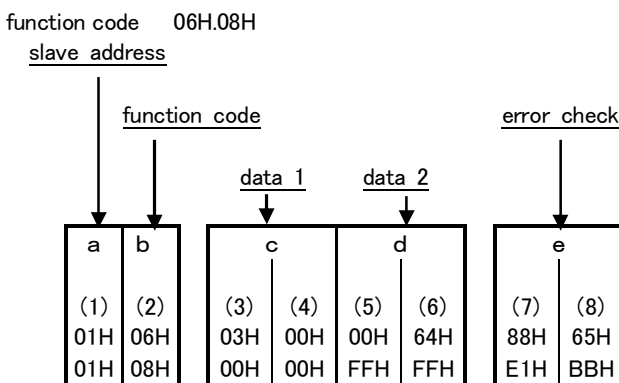 function code 06H.08H
slave address
function code error check
data 1 data 2
a b c d e
(1) (2) (3) (4) (5) (6) (7) (8)
01H 06H 03H 00H 00H 64H 88H 65H
01H 08H 00H 00H FFH FFH E1H BBH